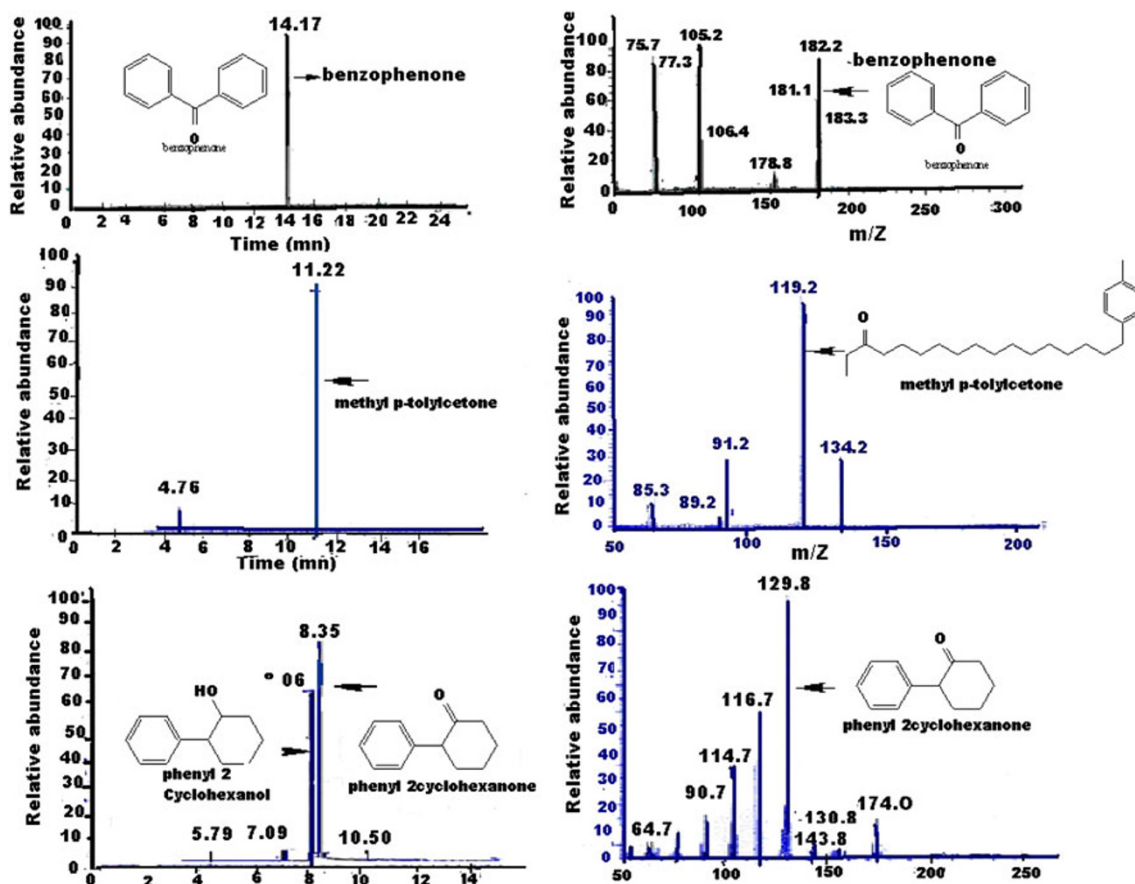 Relative abundance
100
90
80
70
60
50
40
30
20
10
0
14.17
benzophenone
O
benzophenone
0 2 4 6 8 10 12 14 16 18 20 22 24
Time (mn)
Relative abundance
100
80
60
40
20
0
75.7
77.3
105.2
106.4
178.8
182.2
benzophenone
181.1
183.3
O
benzophenone
0 100 150 200 250 300
m/Z
Relative abundance
100
90
80
70
60
50
40
30
20
10
0
11.22
methyl p-tolylcetone
4.76
0 2 4 6 8 10 12 14 16
Time (mn)
Relative abundance
100
90
80
70
60
50
40
30
20
10
0
119.2
O
methyl p-tolylcetone
91.2
134.2
85.3
89.2
50 100 150 200
m/Z
Relative abundance
100
90
80
70
60
50
40
30
20
10
0
8.35
06
HO
phenyl 2
Cyclohexanol
O
phenyl 2cyclohexanone
5.79
7.09
10.50
0 2 4 6 8 10 12 14
Relative abundance
100
90
80
70
60
50
40
30
20
10
0
129.8
O
phenyl 2cyclohexanone
116.7
114.7
90.7
64.7
130.8
143.8
174.0
50 100 150 200 250